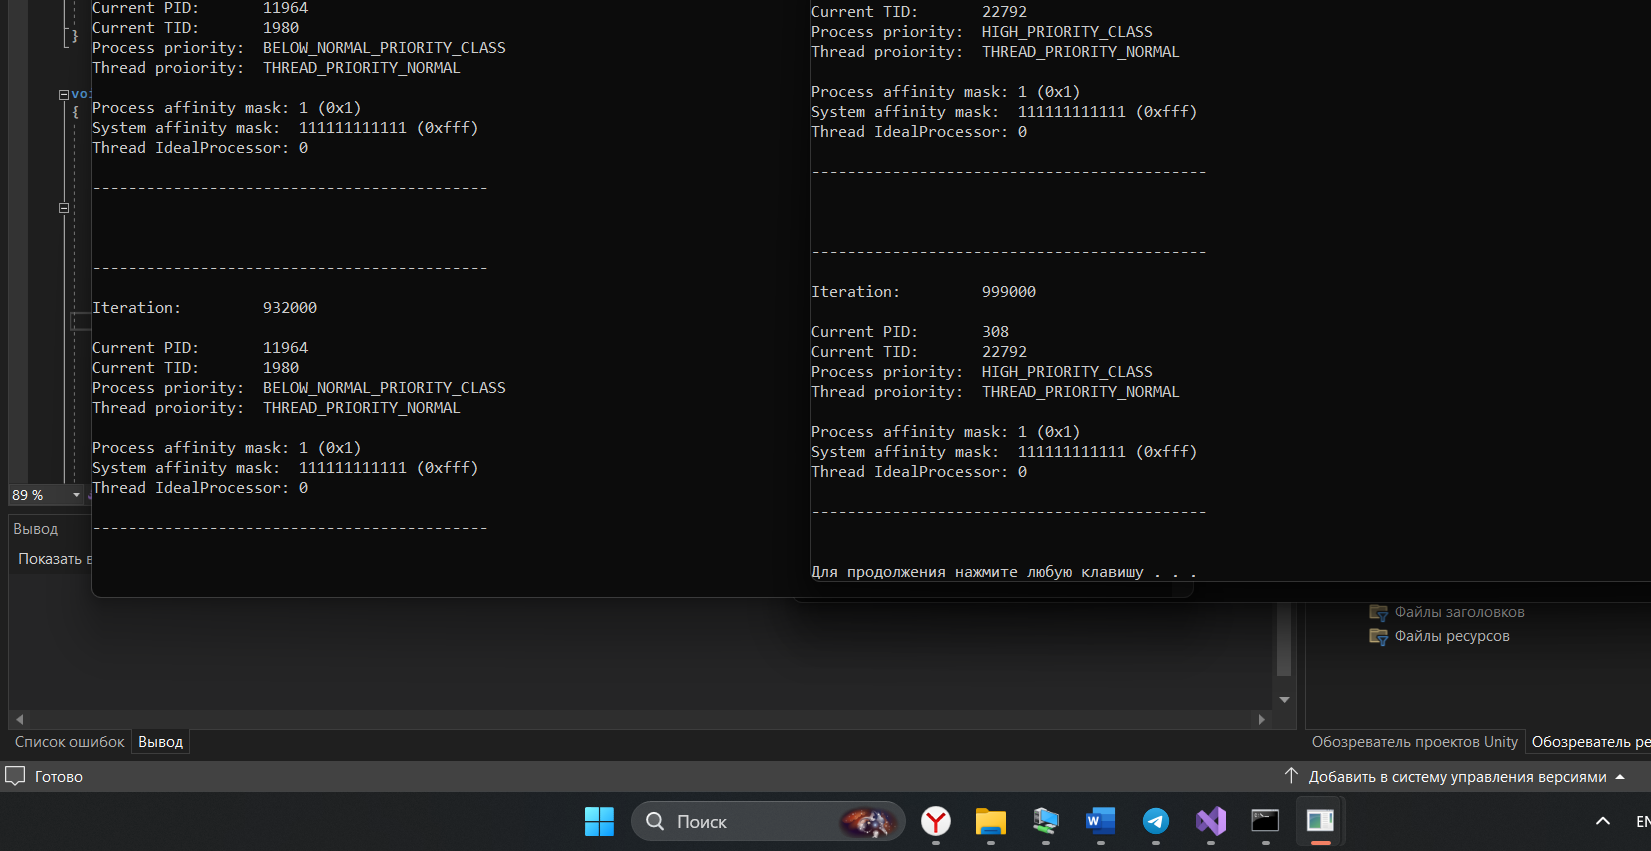 Current PID:       11964
Current TID:       1980
Process priority:  BELOW_NORMAL_PRIORITY_CLASS
Thread proiority:  THREAD_PRIORITY_NORMAL
Process affinity mask: 1 (0x1)
System affinity mask:  111111111111 (0xfff)
Thread IdealProcessor: 0
--------------------------------------------
--------------------------------------------
Iteration:         932000
Current PID:       11964
Current TID:       1980
Process priority:  BELOW_NORMAL_PRIORITY_CLASS
Thread proiority:  THREAD_PRIORITY_NORMAL
Process affinity mask: 1 (0x1)
System affinity mask:  111111111111 (0xfff)
Thread IdealProcessor: 0
--------------------------------------------
Current TID:       22792
Process priority:  HIGH_PRIORITY_CLASS
Thread proiority:  THREAD_PRIORITY_NORMAL
Process affinity mask: 1 (0x1)
System affinity mask:  111111111111 (0xfff)
Thread IdealProcessor: 0
--------------------------------------------
--------------------------------------------
Iteration:         999000
Current PID:       308
Current TID:       22792
Process priority:  HIGH_PRIORITY_CLASS
Thread proiority:  THREAD_PRIORITY_NORMAL
Process affinity mask: 1 (0x1)
System affinity mask:  111111111111 (0xfff)
Thread IdealProcessor: 0
--------------------------------------------
Для продолжения нажмите любую клавишу . . .
}
voi
{
89 %
Вывод
Показать в
Файлы заголовков
Файлы ресурсов
Список ошибок
Вывод
Обозреватель проектов Unity
Обозреватель ре
Готово
Добавить в систему управления версиями
Поиск
EN